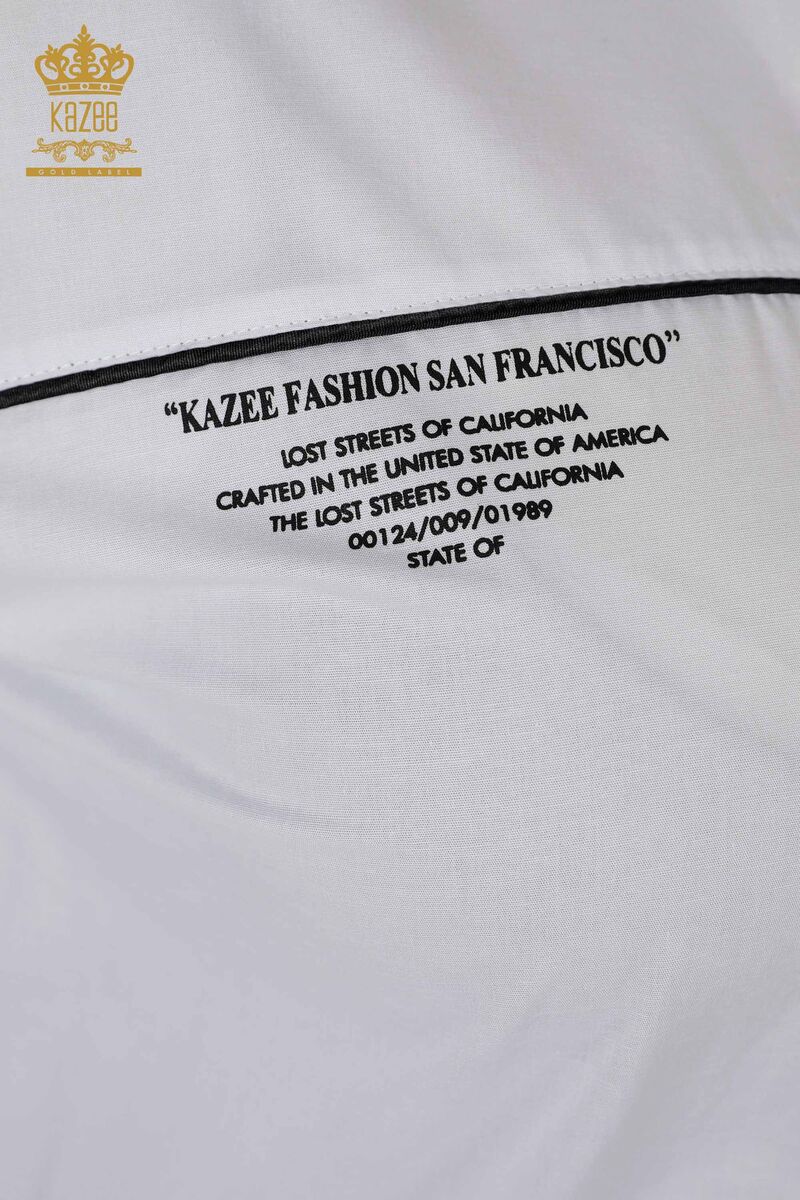 Kazee
GOLD LABEL
“KAZEE FASHION SAN FRANCISCO”
LOST STREETS OF CALIFORNIA
CRAFTED IN THE UNITED STATE OF AMERICA
THE LOST STREETS OF CALIFORNIA
00124/009/01989
STATE OF